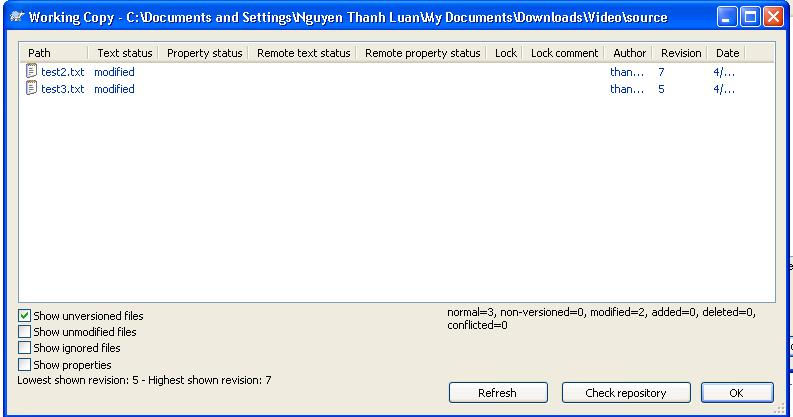 Working Copy - C:\Documents and Settings\Nguyen Thanh Luan\My Documents\Downloads\Video\source
Path Text status Property status Remote text status Remote property status Lock Lock comment Author Revision Date
test2.txt modified than... 7 4/...
test3.txt modified than... 5 4/...
Show unversioned files
Show unmodified files
Show ignored files
Show properties
normal=3, non-versioned=0, modified=2, added=0, deleted=0,
conflicted=0
Lowest shown revision: 5 - Highest shown revision: 7
Refresh Check repository OK